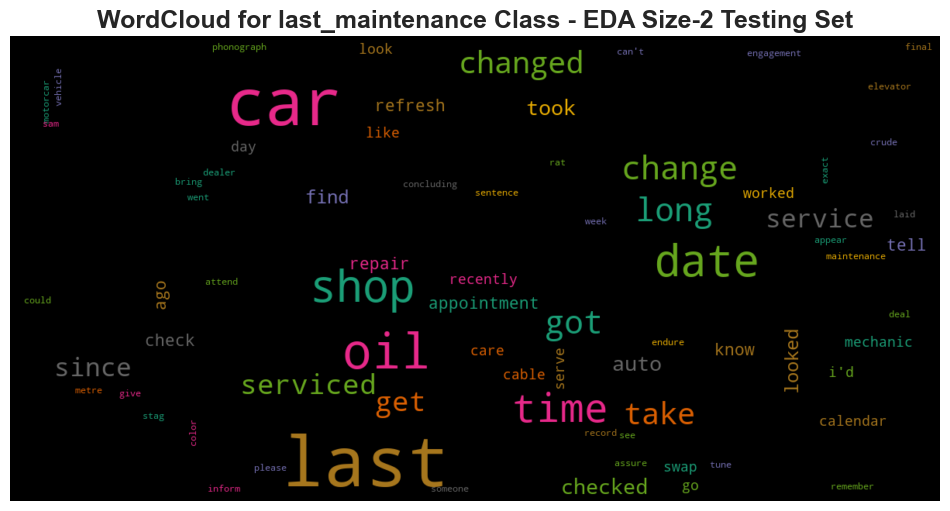 WordCloud for last_maintenance Class - EDA Size-2 Testing Set
phonograph look changed can't engagement final
motorcar vehicle car refresh took elevator
cam like
day rat change crude
dealer bring concluding exact
went find sentence worked
long week service laid
appear tell
date maintenance
repair
shop recently
ago attend
could appointment
got deal
check oil endure mechanic
since care serve auto know looked
serviced cable i'd
metre give get
time take calendar
stag color record see
last assure swap tune
please
inform someone checked go remember